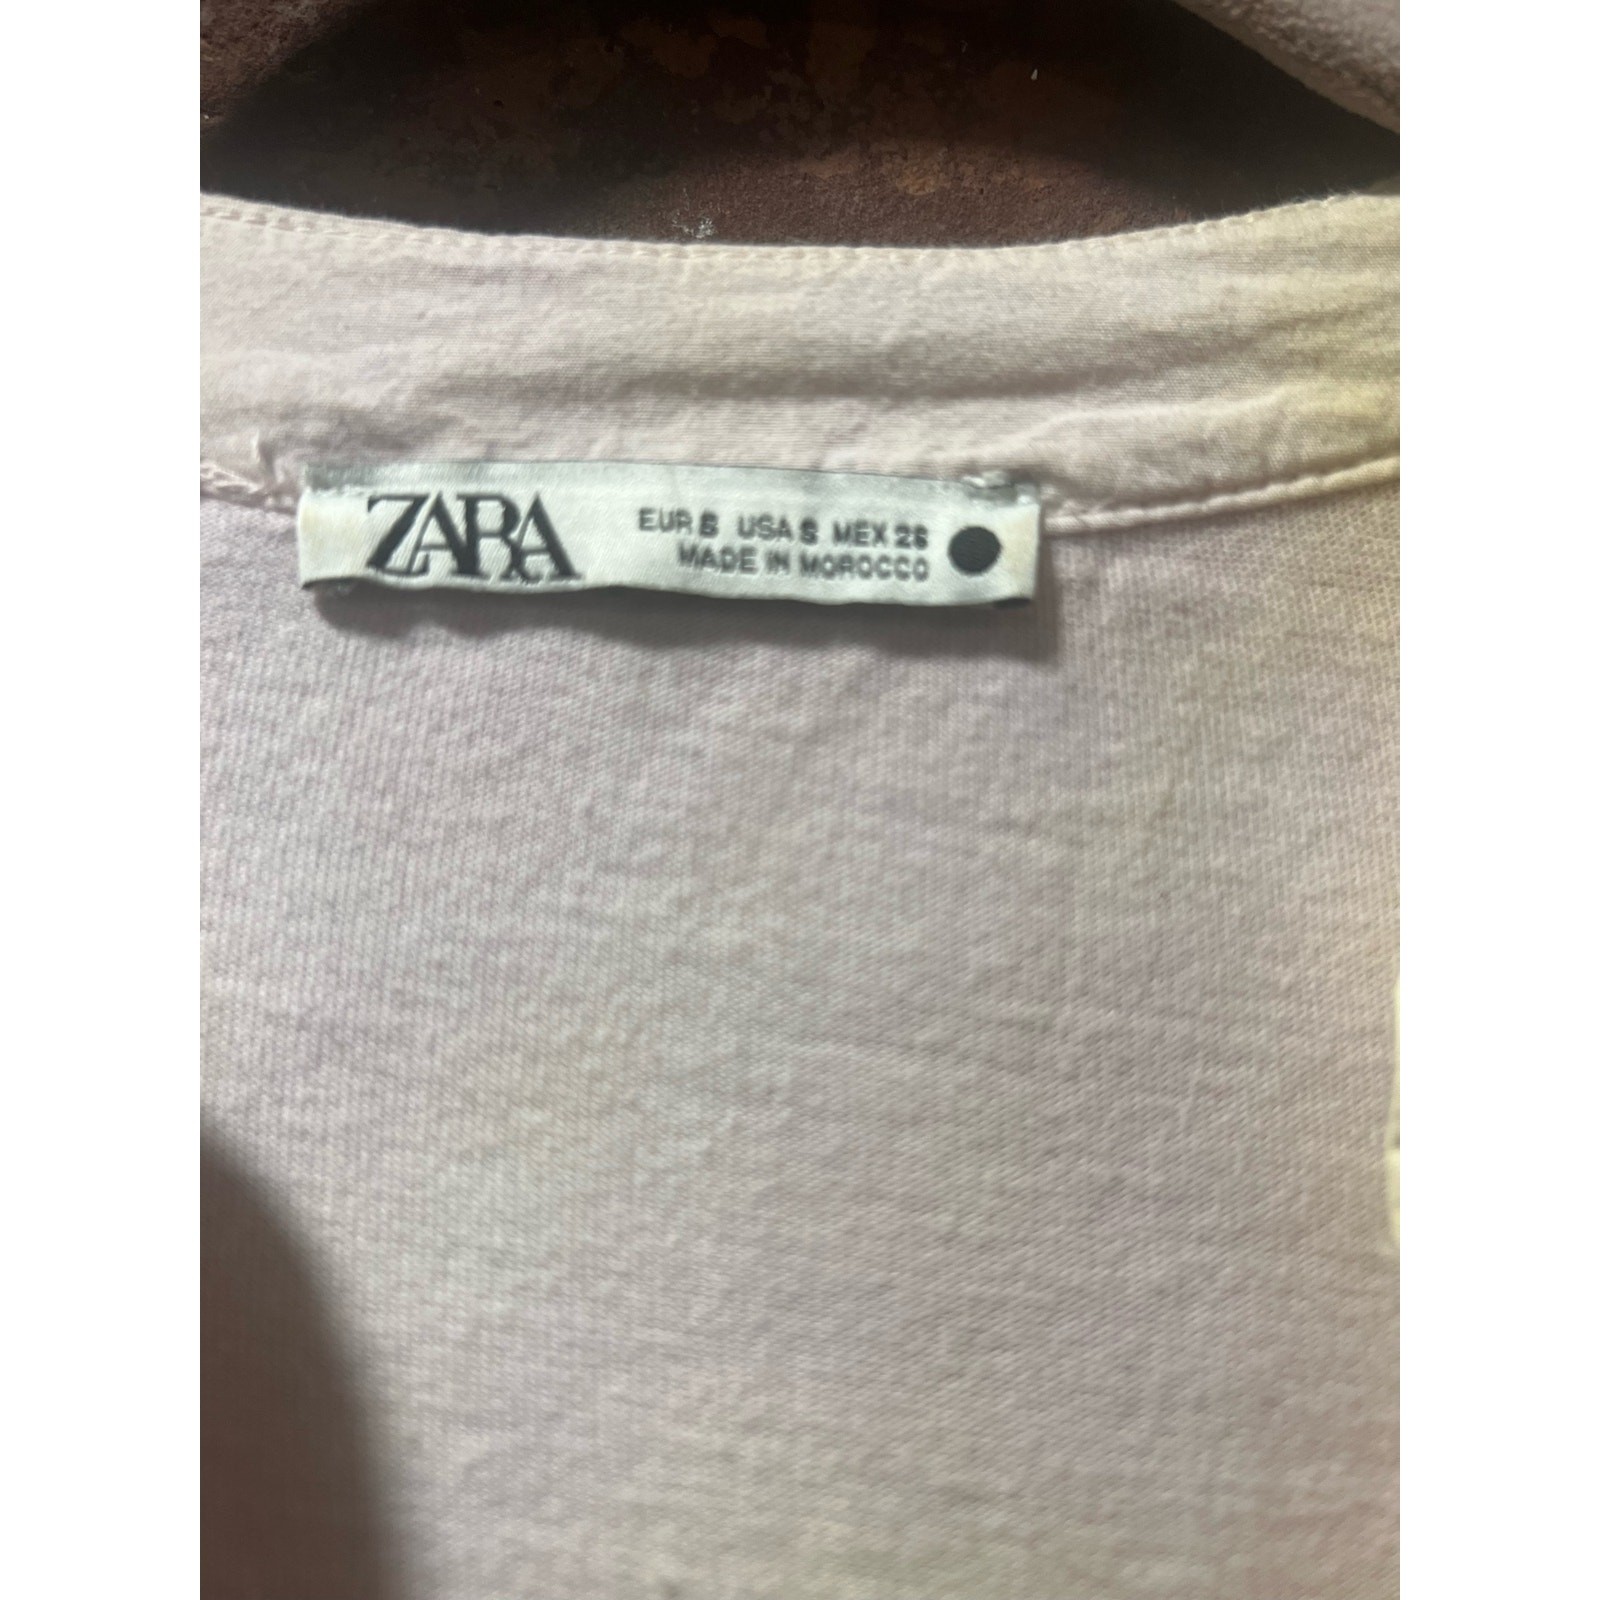 ZARA
EUR S USA S MEX 26
MADE IN MOROCCO